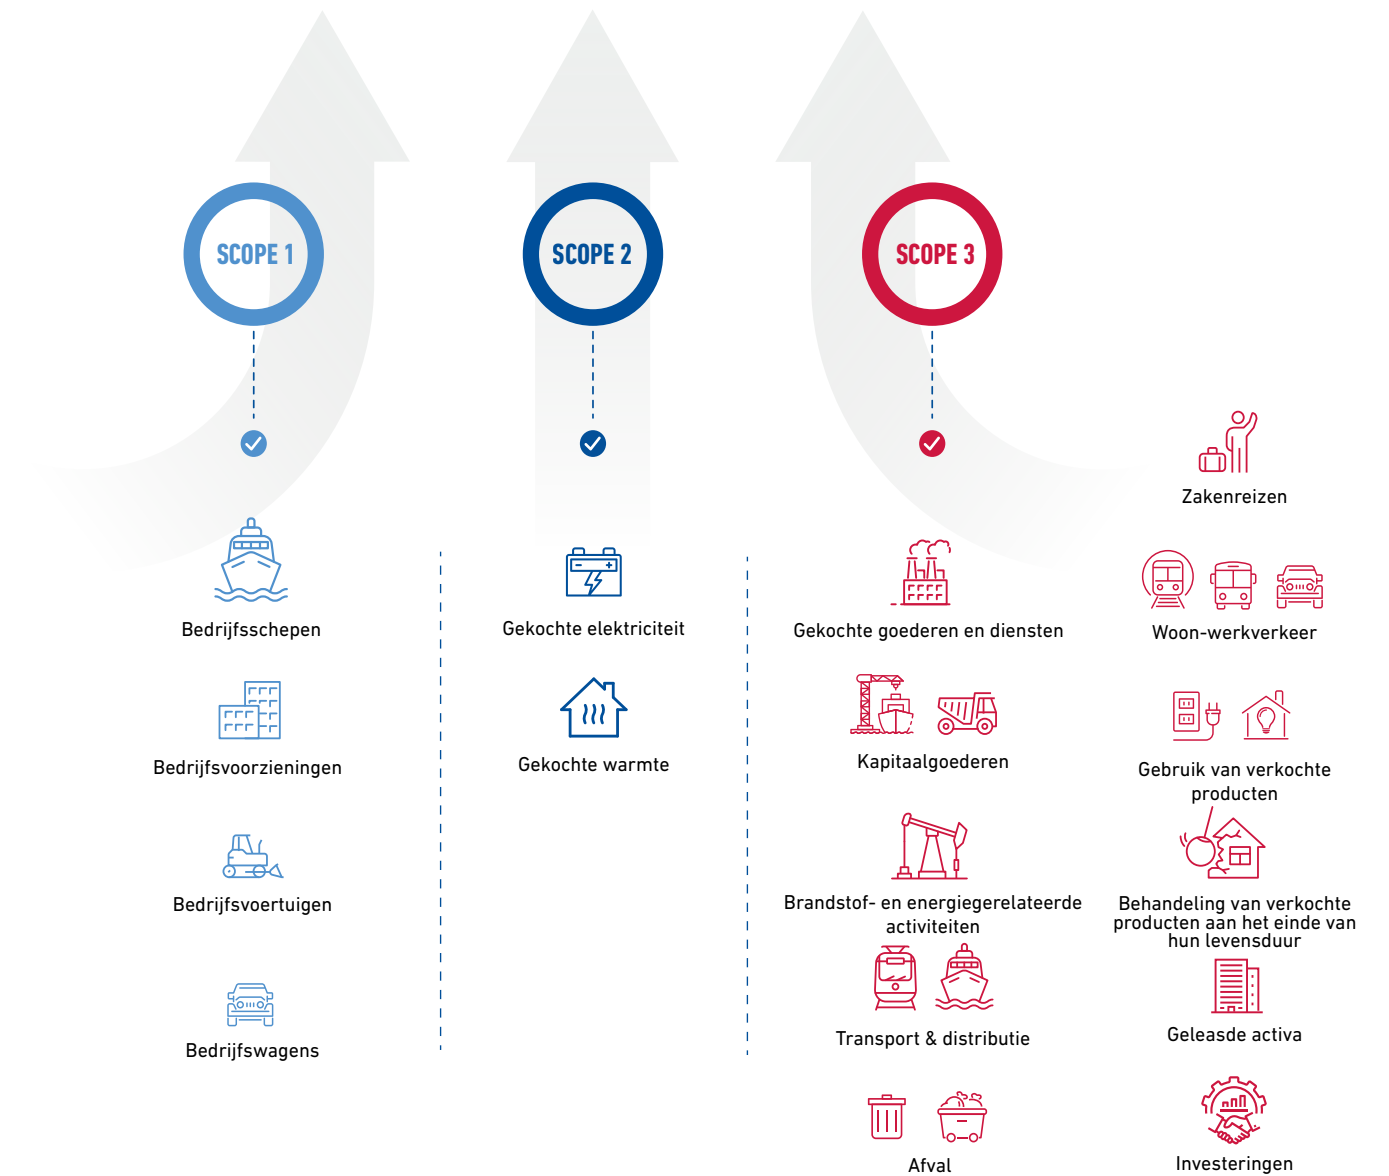 SCOPE 1
SCOPE 2
SCOPE 3
Bedrijfsschepen
Bedrijfsvoorzieningen
Bedrijfsvoertuigen
Bedrijfswagens
Gekochte elektriciteit
Gekochte warmte
Gekochte goederen en diensten
Kapitaalgoederen
Brandstof- en energiegerelateerde
activiteiten
Transport & distributie
Afval
Zakenreizen
Woon-werkverkeer
Gebruik van verkochte
producten
Behandeling van verkochte
producten aan het einde van
hun levensduur
Geleasde activa
Investeringen